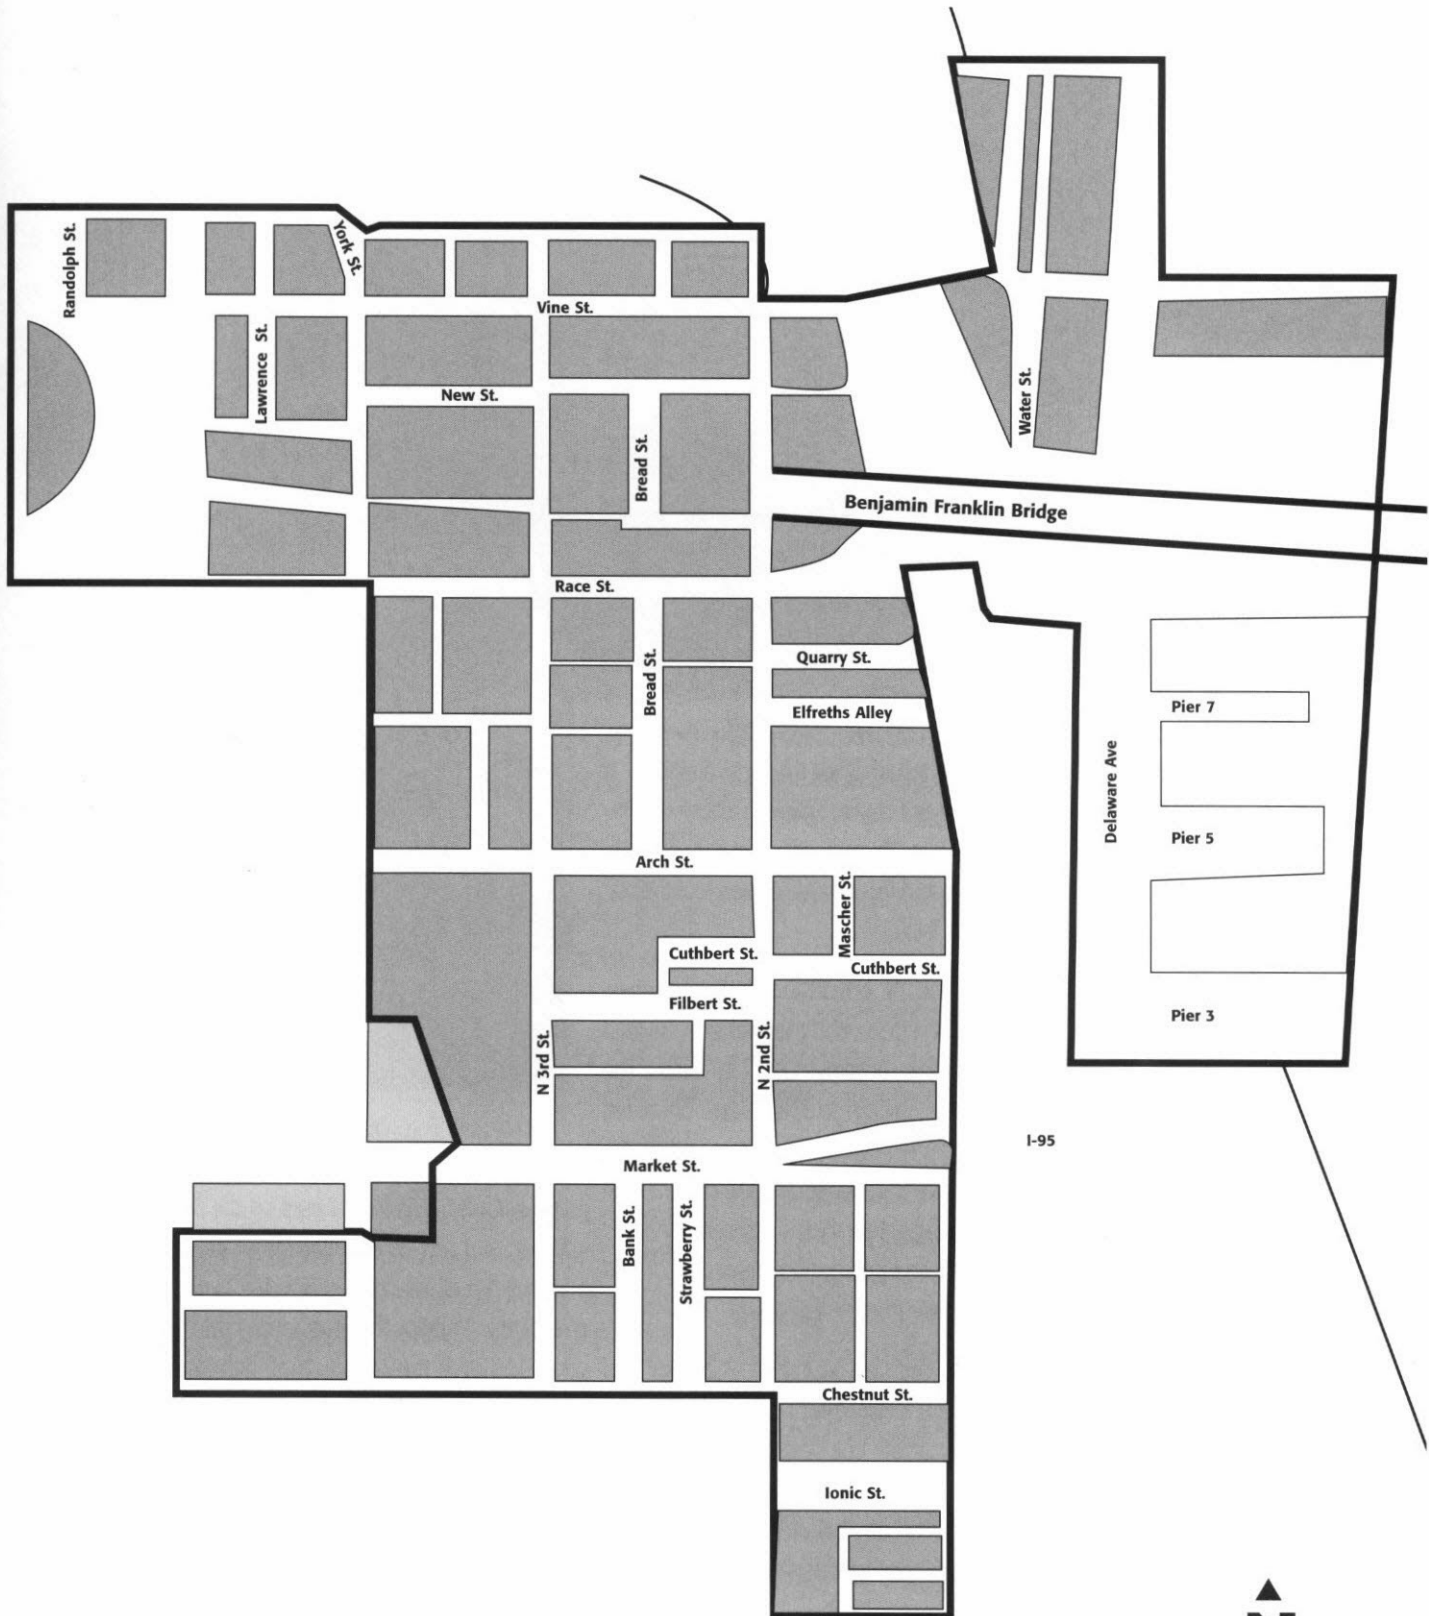 Randolph St.
York St.
Vine St.
Lawrence St.
New St.
Water St.
Bread St.
Benjamin Franklin Bridge
Race St.
Quarry St.
Bread St.
Elfreths Alley
Pier 7
Delaware Ave
Pier 5
Arch St.
Mascher St.
Cuthbert St.
Cuthbert St.
Filbert St.
Pier 3
N 3rd St.
N 2nd St.
I-95
Market St.
Bank St.
Strawberry St.
Chestnut St.
Ionic St.
N